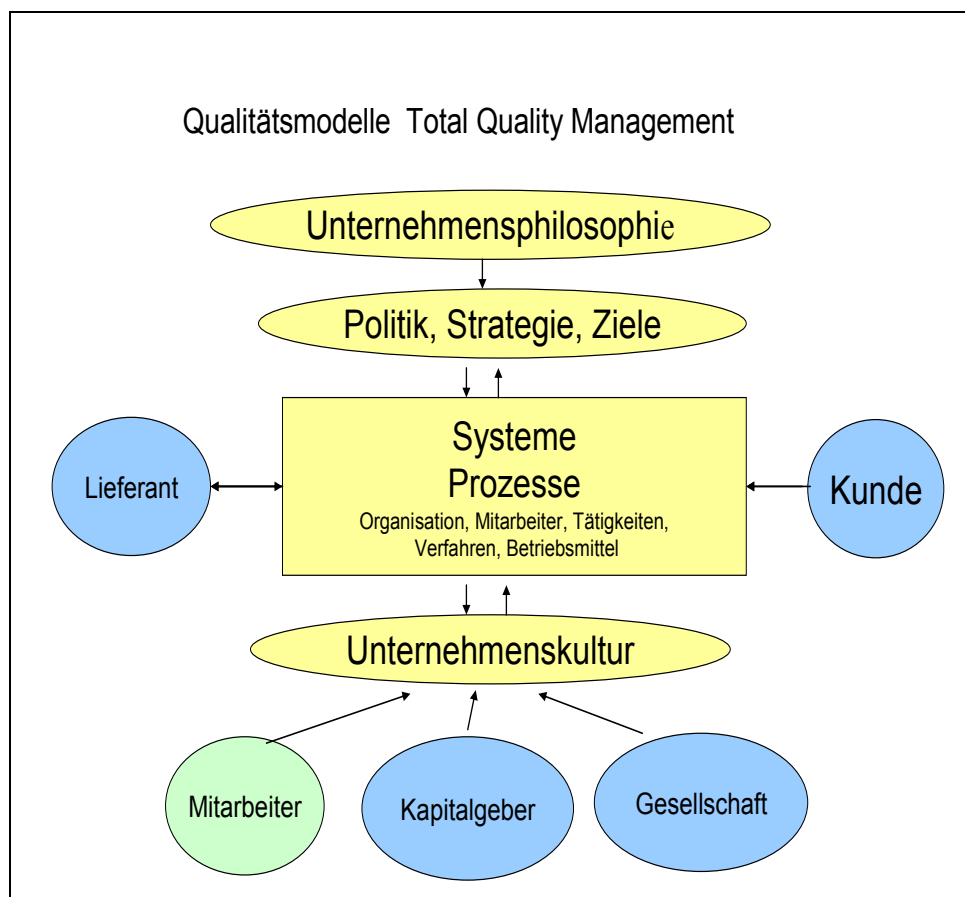 Qualitätsmodelle Total Quality Management
Unternehmensphilosophie
Politik, Strategie, Ziele
Systeme
Prozesse
Organisation, Mitarbeiter, Tätigkeiten,
Verfahren, Betriebsmittel
Lieferant
Kunde
Unternehmenskultur
Mitarbeiter
Kapitalgeber
Gesellschaft